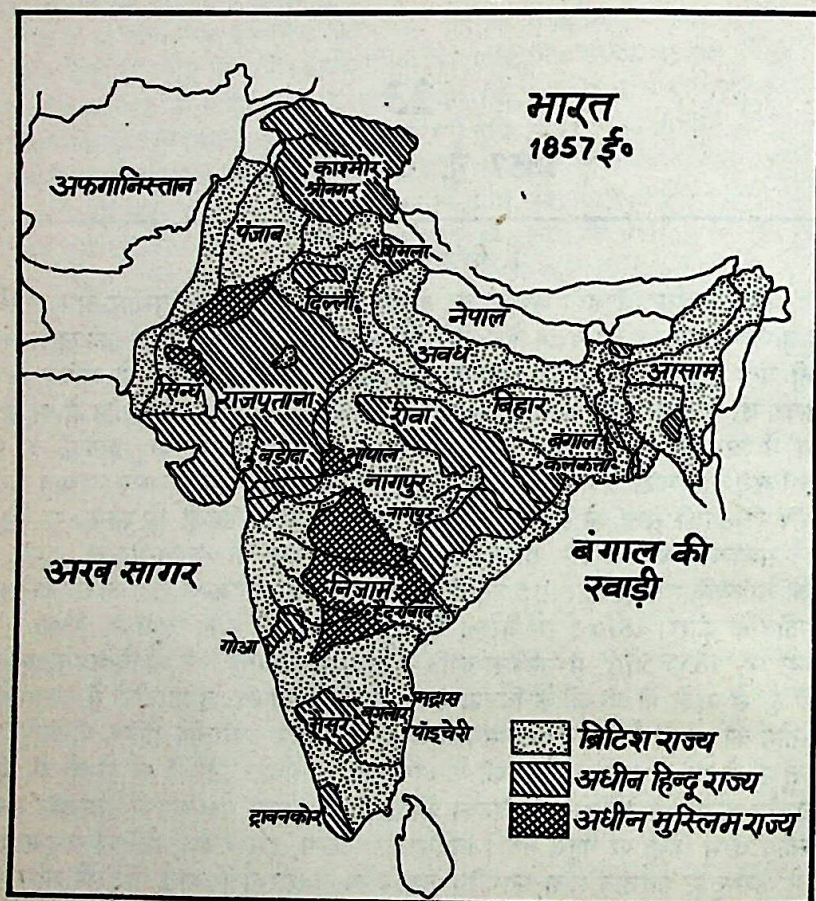 भारत
1857 ई०
अफगानिस्तान
काश्मीर
श्रीनगर
पंजाब
शिमला
दिल्ली
नेपाल
अवध
आसाम
सिन्ध
राजपूताना
रीवा
बिहार
बंगाल
कलकत्ता
बड़ौदा
भोपाल
नागपुर
नागपुर
अरब सागर
बंगाल की
खाड़ी
निजाम
हैदराबाद
गोआ
मैसूर
बंगलौर
मद्रास
पांड्चेरी
ट्रावनकोर
ब्रिटिश राज्य
अधीन हिन्दू राज्य
अधीन मुस्लिम राज्य